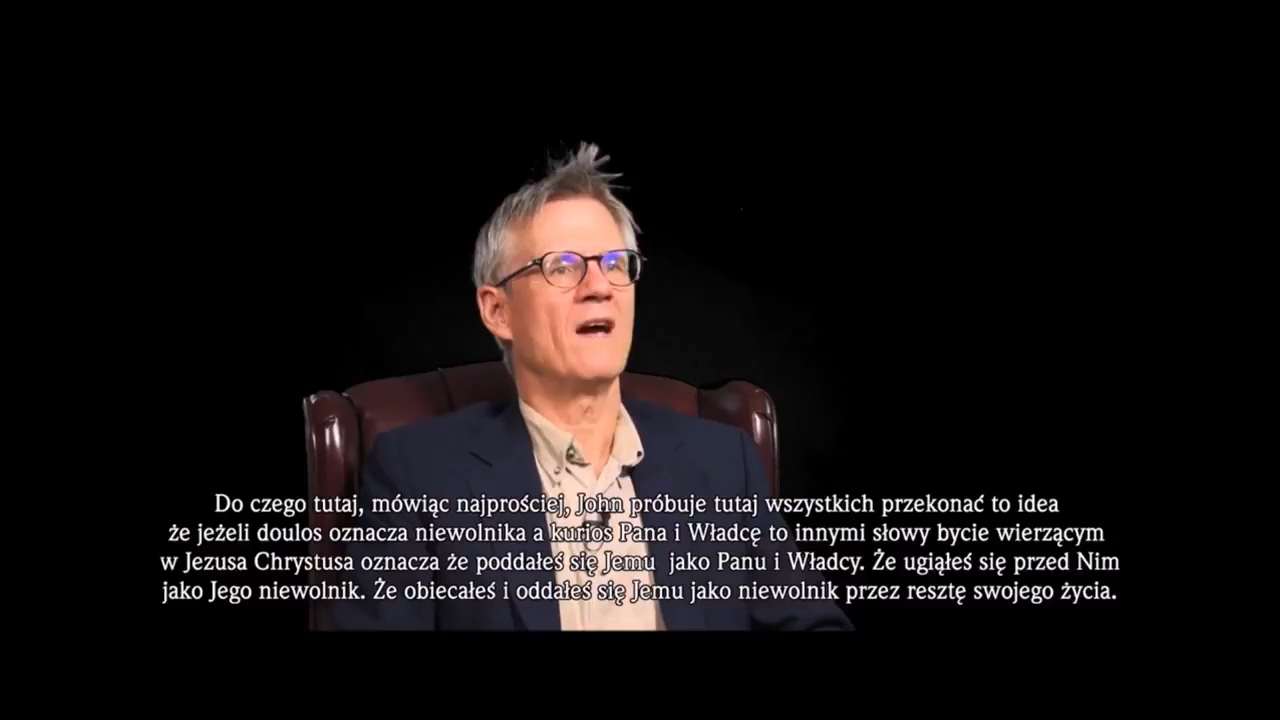 Do czego tutaj, mówiąc najprościej, John próbuje tutaj wszystkich przekonać to idea
że jeżeli doulos oznacza niewolnika a kurios Pana i Władcę to innymi słowy bycie wierzącym
w Jezusa Chrystusa oznacza że poddałeś się Jemu jako Panu i Władcy. Że ugiąłeś się przed Nim
jako Jego niewolnik. Że obiecałeś i oddałeś się Jemu jako niewolnik przez resztę swojego życia.